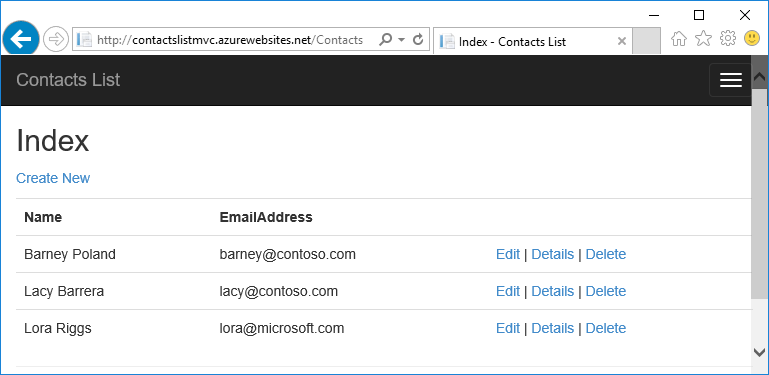 http://contactslistmvc.azurewebsites.net/Contacts
Index - Contacts List
Contacts List
Index
Create New
Name EmailAddress
Barney Poland barney@contoso.com Edit | Details | Delete
Lacy Barrera lacy@contoso.com Edit | Details | Delete
Lora Riggs lora@microsoft.com Edit | Details | Delete